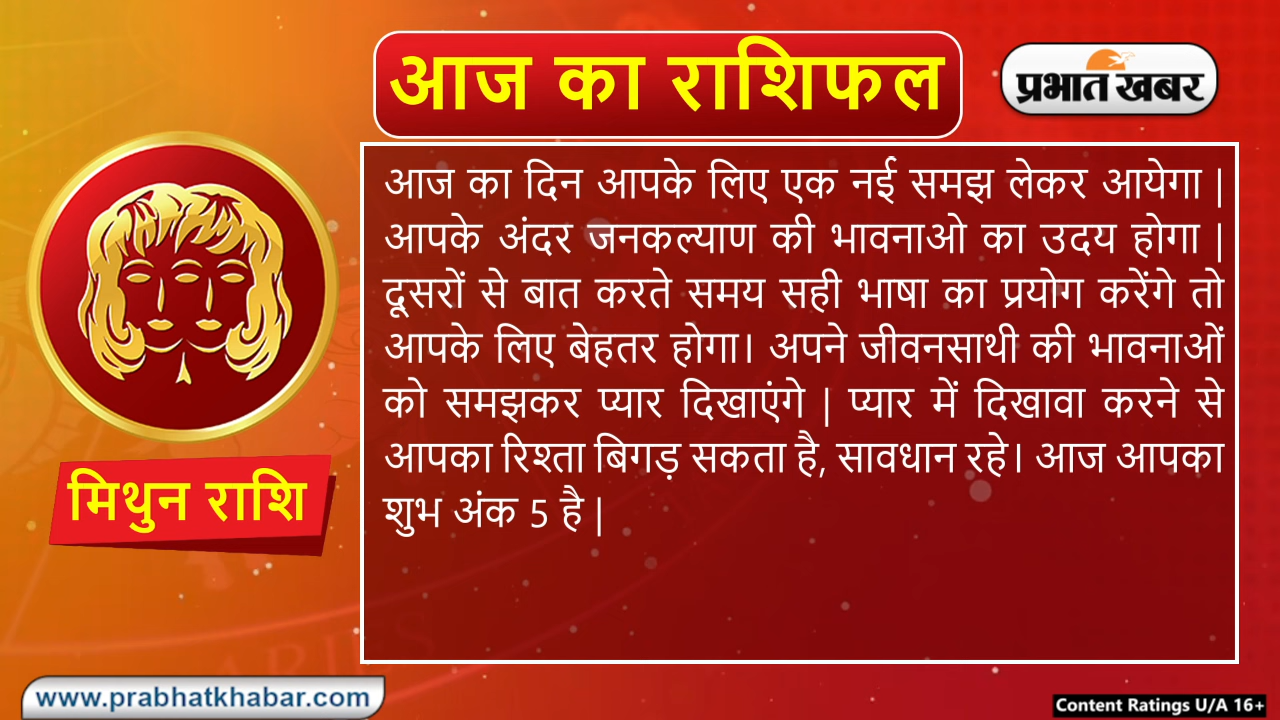 आज का राशिफल
प्रभात खबर
आज का दिन आपके लिए एक नई समझ लेकर आयेगा |
आपके अंदर जनकल्याण की भावनाओ का उदय होगा |
दूसरों से बात करते समय सही भाषा का प्रयोग करेंगे तो
आपके लिए बेहतर होगा। अपने जीवनसाथी की भावनाओं
को समझकर प्यार दिखाएंगे | प्यार में दिखावा करने से
आपका रिश्ता बिगड़ सकता है, सावधान रहे। आज आपका
शुभ अंक 5 है |
मिथुन राशि
ARIES
www.prabhatkhabar.com
Content Ratings U/A 16+